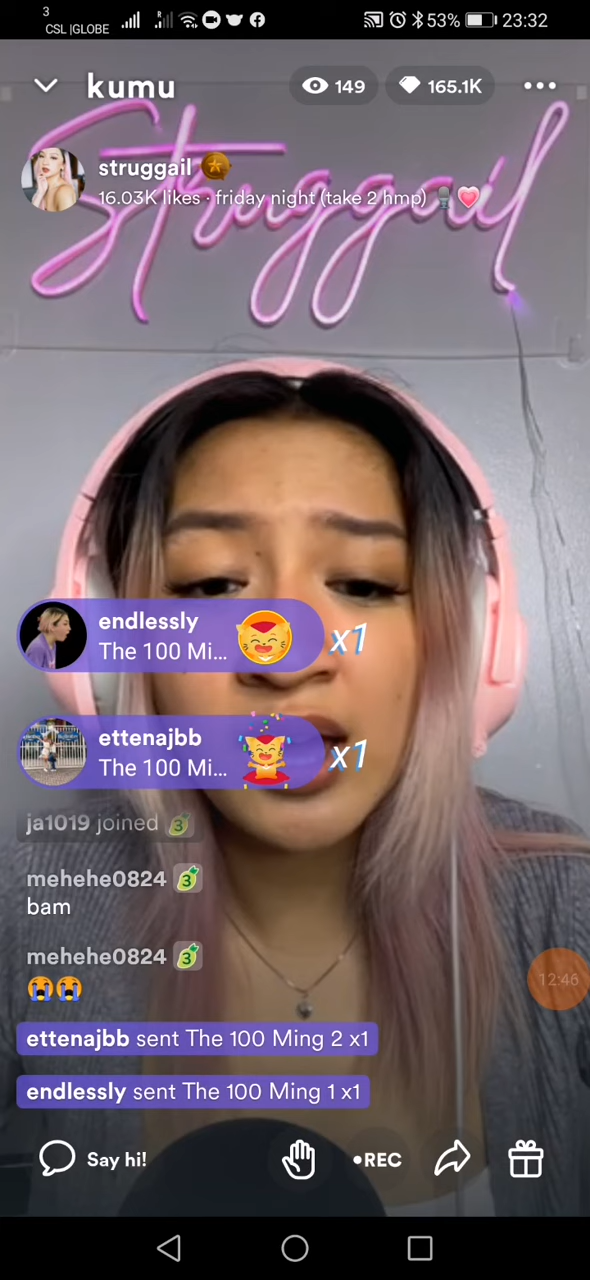 3
CSL |GLOBE
R
53%
23:32
kumu
149
165.1K
Struggail
struggail
16.03K likes · friday night (take 2 hmp)
endlessly
The 100 Mi...
x1
ettenajbb
The 100 Mi...
x1
ja1019 joined 3
mehehe0824 3
bam
mehehe0824 3
12:46
ettenajbb sent The 100 Ming 2 x1
endlessly sent The 100 Ming 1 x1
Say hi!
•REC